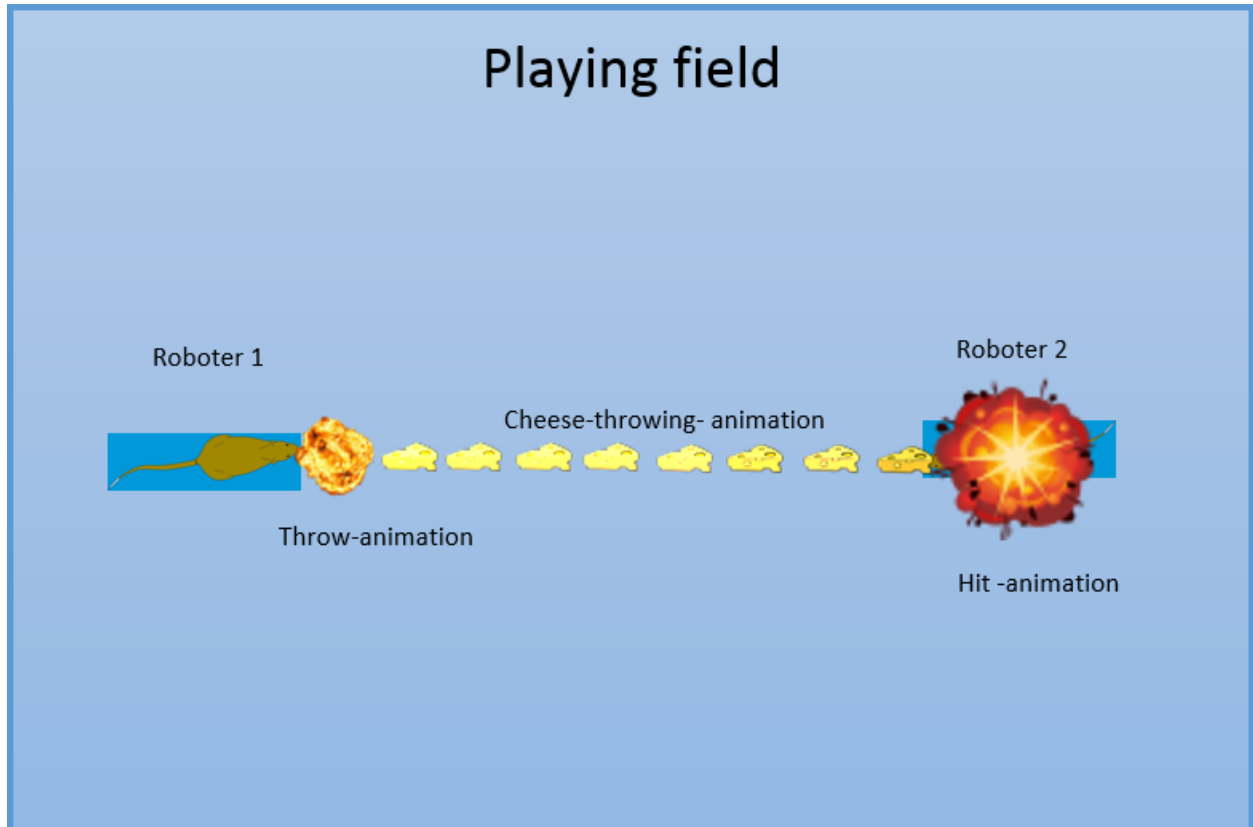 Playing field
Roboter 1
Roboter 2
Cheese-throwing- animation
Throw-animation
Hit -animation